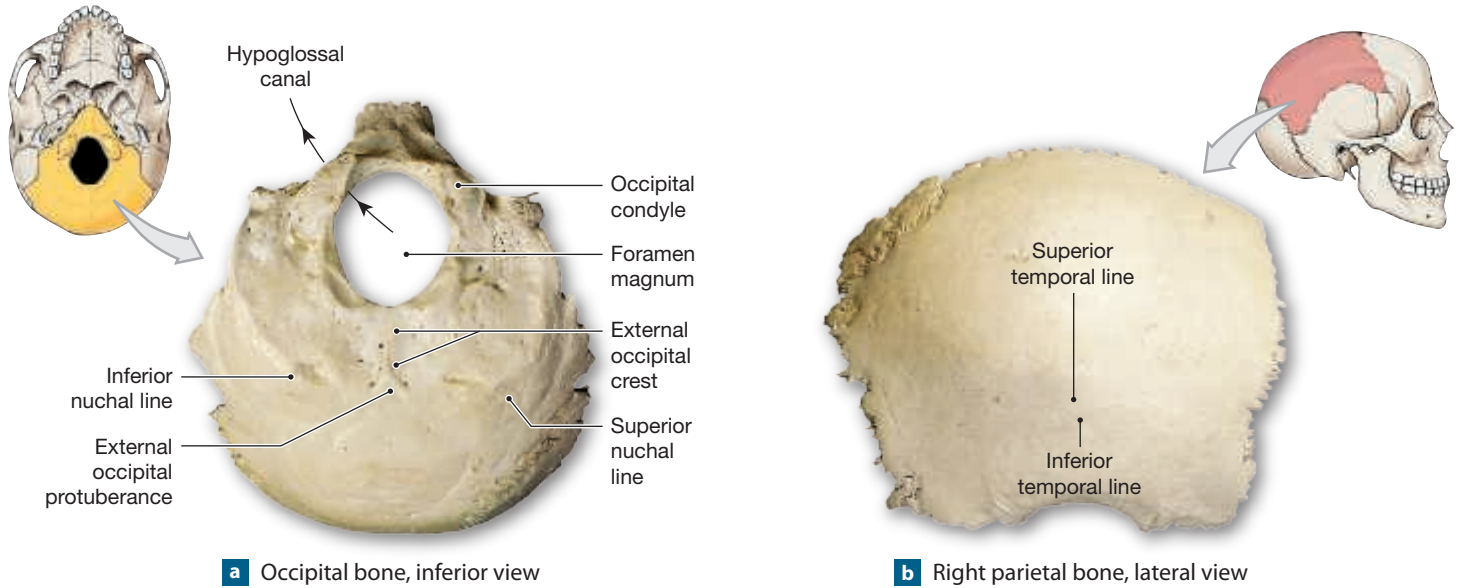 Hypoglossal
canal
Occipital
condyle
Foramen
magnum
External
occipital
crest
Superior
nuchal
line
Inferior
nuchal line
External
occipital
protuberance
a Occipital bone, inferior view
Superior
temporal line
Inferior
temporal line
b Right parietal bone, lateral view